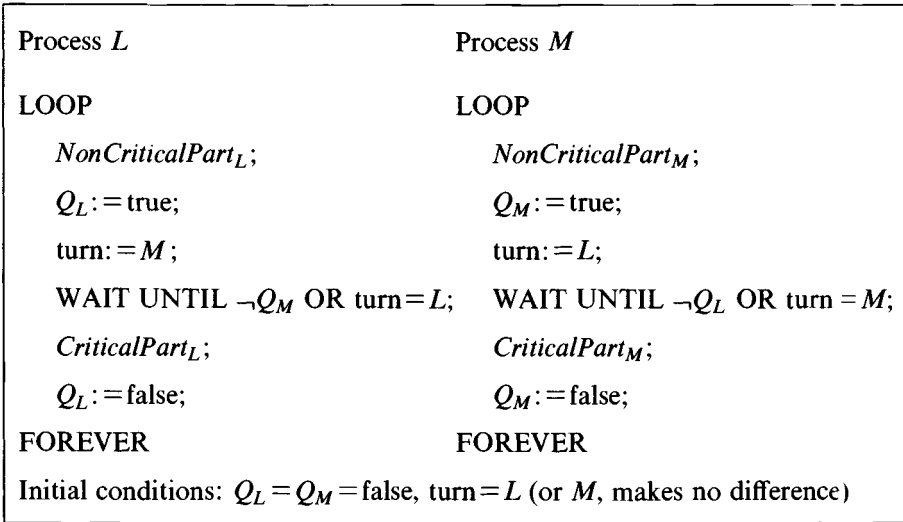 Process L Process M
LOOP LOOP
NonCriticalPart_L; NonCriticalPart_M;
Q_L:=true; Q_M:=true;
turn:=M; turn:=L;
WAIT UNTIL ¬Q_M OR turn=L; WAIT UNTIL ¬Q_L OR turn=M;
CriticalPart_L; CriticalPart_M;
Q_L:=false; Q_M:=false;
FOREVER FOREVER
Initial conditions: Q_L=Q_M=false, turn=L (or M, makes no difference)